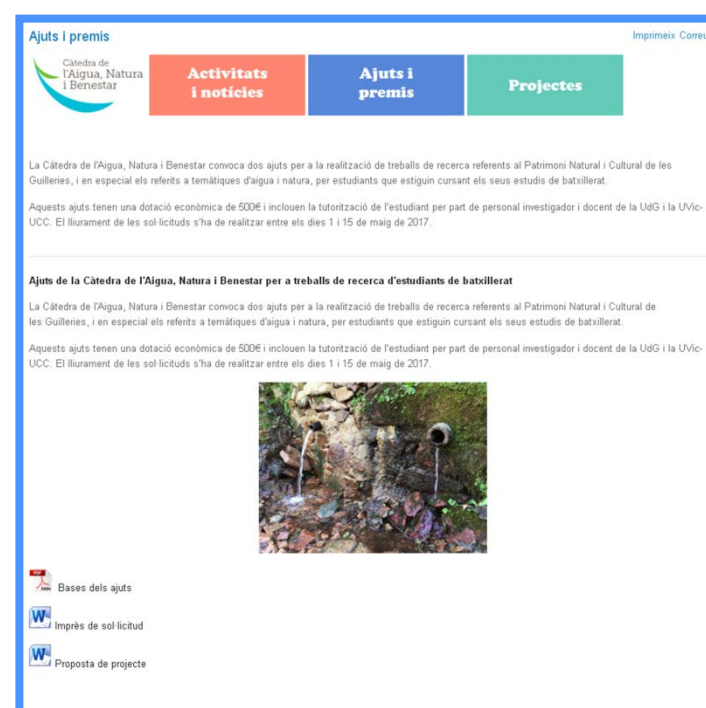 Ajuts i premis
Imprimeix Correu
Càtedra de
l'Aigua, Natura
i Benestar
Activitats
i notícies
Ajuts i
premis
Projectes
La Cátedra de l'Aigua, Natura i Benestar convoca dos ajuts per a la realització de treballs de recerca referents al Patrimoni Natural i Cultural de les
Guilleries, i en especial els referits a temátiques d'aigua i natura, per estudiants que estiguin cursant els seus estudis de batxillerat.
Aquests ajuts tenen una dotació econòmica de 500€ i inclouen la tutorització de l'estudiant per part de personal investigador i docent de la UdG i la UVic-
UCC. El lliurament de les sol·licituds s'ha de realitzar entre els dies 1 i 15 de maig de 2017.
Ajuts de la Càtedra de l'Aigua, Natura i Benestar per a treballs de recerca d'estudiants de batxillerat
La Cátedra de l'Aigua, Natura i Benestar convoca dos ajuts per a la realització de treballs de recerca referents al Patrimoni Natural i Cultural de
les Guilleries, i en especial els referits a temátiques d'aigua i natura, per estudiants que estiguin cursant els seus estudis de batxillerat.
Aquests ajuts tenen una dotació econòmica de 500€ i inclouen la tutorització de l'estudiant per part de personal investigador i docent de la UdG i la UVic-
UCC. El lliurament de les sol·licituds s'ha de realitzar entre els dies 1 i 15 de maig de 2017.
PDF
Bases dels ajuts
W
Imprès de sol·licitud
W
Proposta de projecte